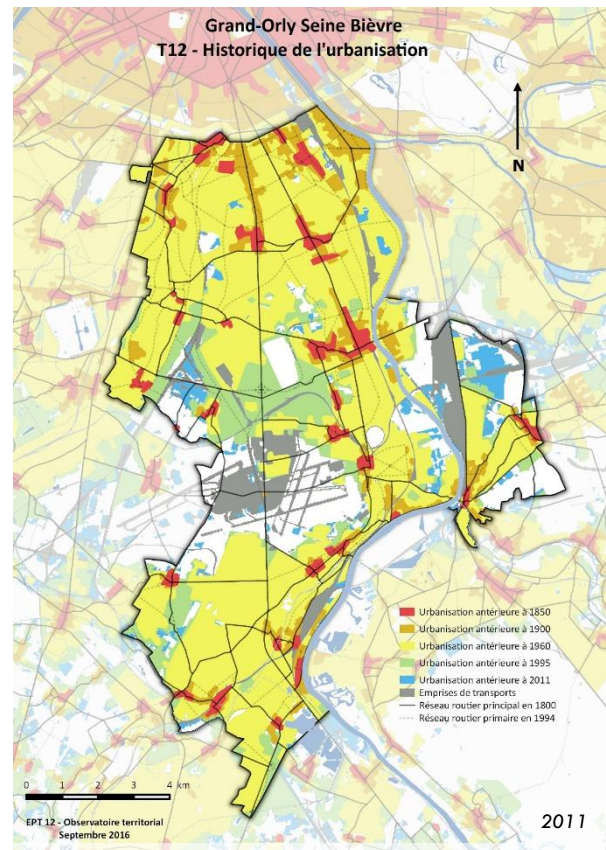 Grand-Orly Seine Bièvre
T12 - Historique de l'urbanisation
N
Urbanisation antérieure à 1850
Urbanisation antérieure à 1900
Urbanisation antérieure à 1960
Urbanisation antérieure à 1995
Urbanisation antérieure à 2011
Emprises de transports
Réseau routier principal en 1800
Réseau routier primaire en 1994
0 1 2 3 4 km
EPT 12 - Observatoire territorial
Septembre 2016
2011